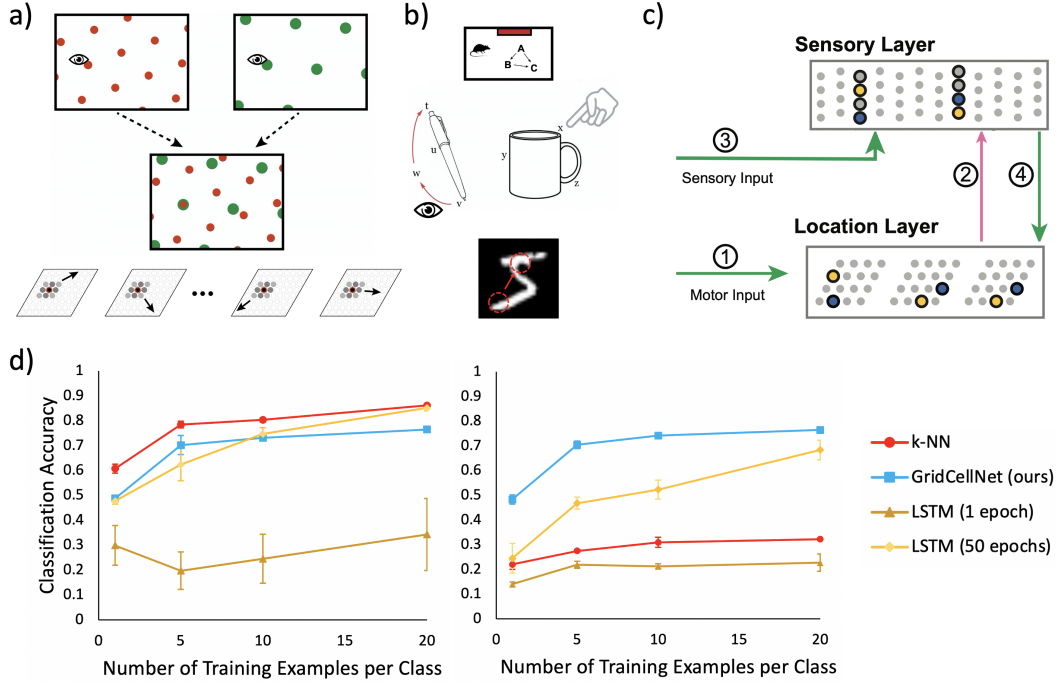 a)
b)
A
B
C
t
u
w
v
x
y
z
c)
Sensory Layer
3
Sensory Input
2
4
Location Layer
1
Motor Input
d)
Classification Accuracy
1
0.9
0.8
0.7
0.6
0.5
0.4
0.3
0.2
0.1
0
0
5
10
15
20
Number of Training Examples per Class
1
0.9
0.8
0.7
0.6
0.5
0.4
0.3
0.2
0.1
0
0
5
10
15
20
Number of Training Examples per Class
k-NN
GridCellNet (ours)
LSTM (1 epoch)
LSTM (50 epochs)